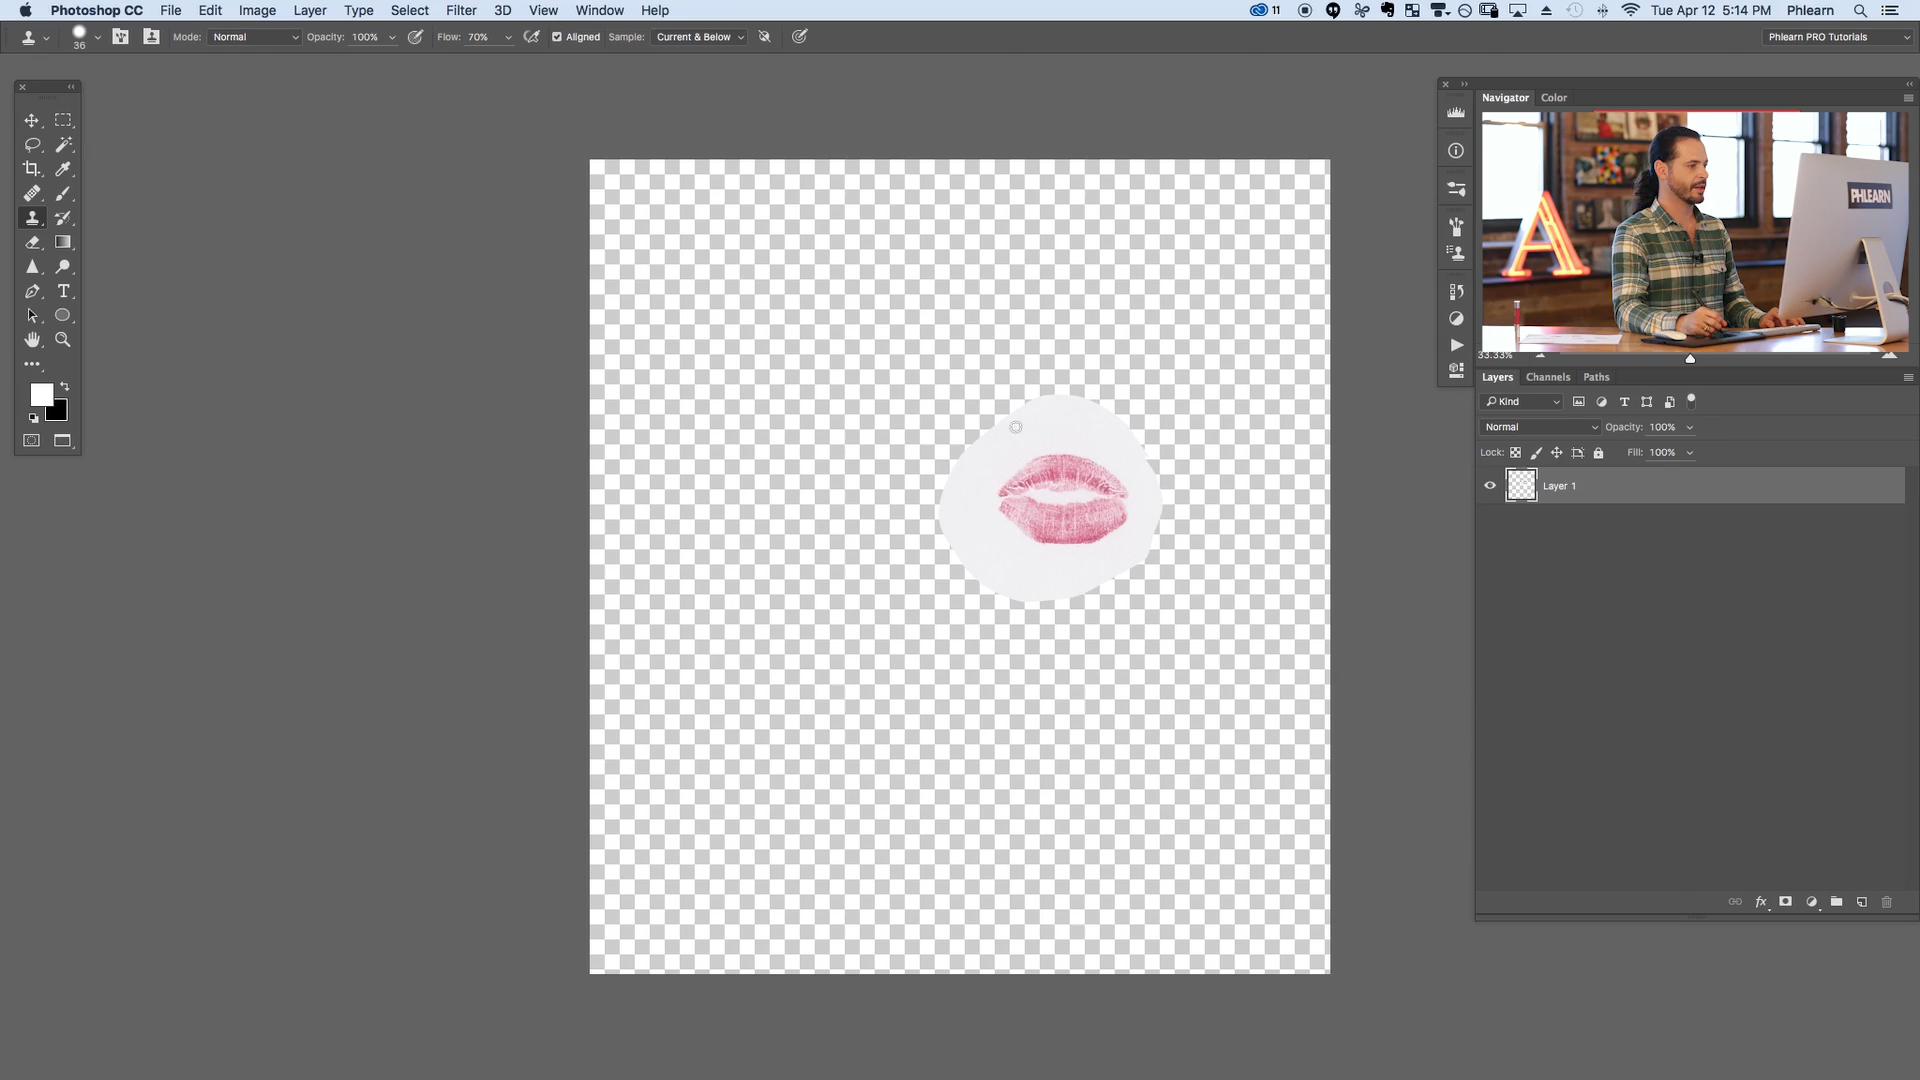 Photoshop CC File Edit Image Layer Type Select Filter 3D View Window Help 11 Tue Apr 12 5:14 PM Phlearn
36 Mode: Normal Opacity: 100% Flow: 70% Aligned Sample: Current & Below Phlearn PRO Tutorials
Navigator Color
PHLEARN
A
33.33%
Layers Channels Paths
Kind
Normal Opacity: 100%
Lock: Fill: 100%
Layer 1
fx